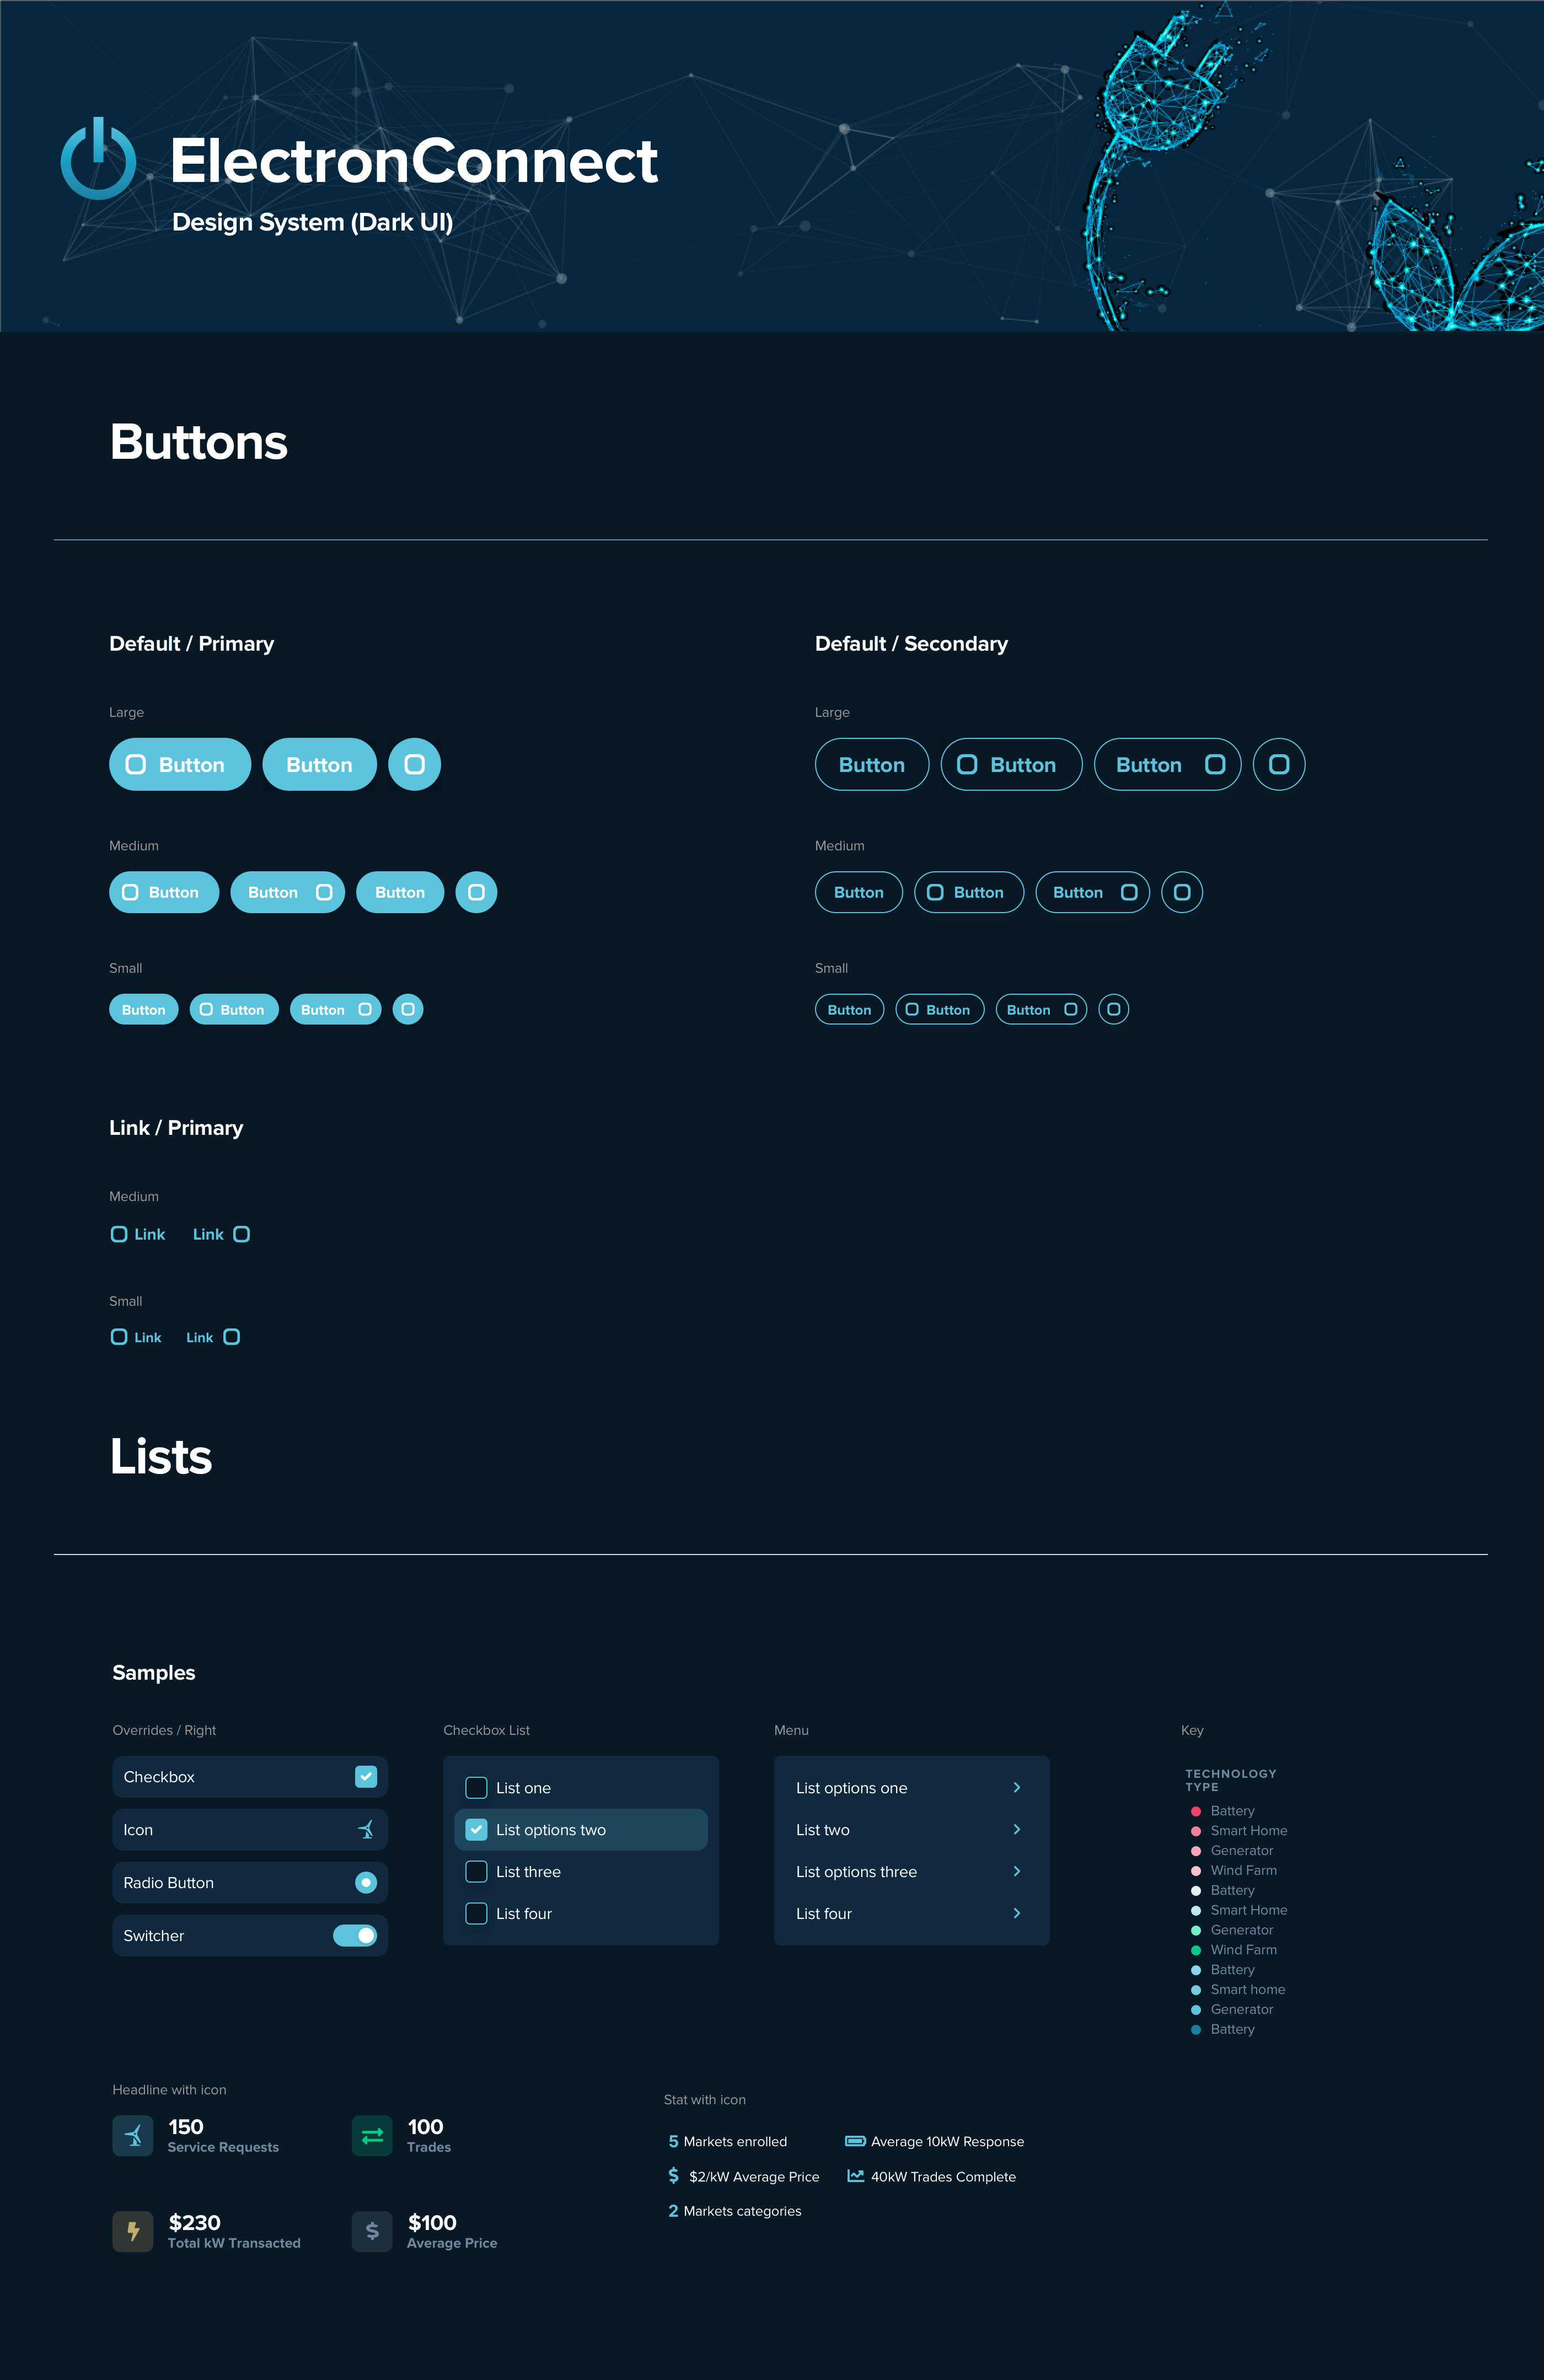 ElectronConnect
Design System (Dark UI)
Buttons
Default / Primary
Large
Button
Button
Medium
Button
Button
Button
Small
Button
Button
Button
Default / Secondary
Large
Button
Button
Button
Medium
Button
Button
Button
Small
Button
Button
Button
Link / Primary
Medium
Link
Link
Small
Link
Link
Lists
Samples
Overrides / Right
Checkbox
Icon
Radio Button
Switcher
Checkbox List
List one
List options two
List three
List four
Menu
List options one
List two
List options three
List four
Key
TECHNOLOGY
TYPE
Battery
Smart Home
Generator
Wind Farm
Battery
Smart Home
Generator
Wind Farm
Battery
Smart home
Generator
Battery
Headline with icon
150
Service Requests
100
Trades
$230
Total kW Transacted
$100
Average Price
Stat with icon
5 Markets enrolled
Average 10kW Response
$ $2/kW Average Price
40kW Trades Complete
2 Markets categories